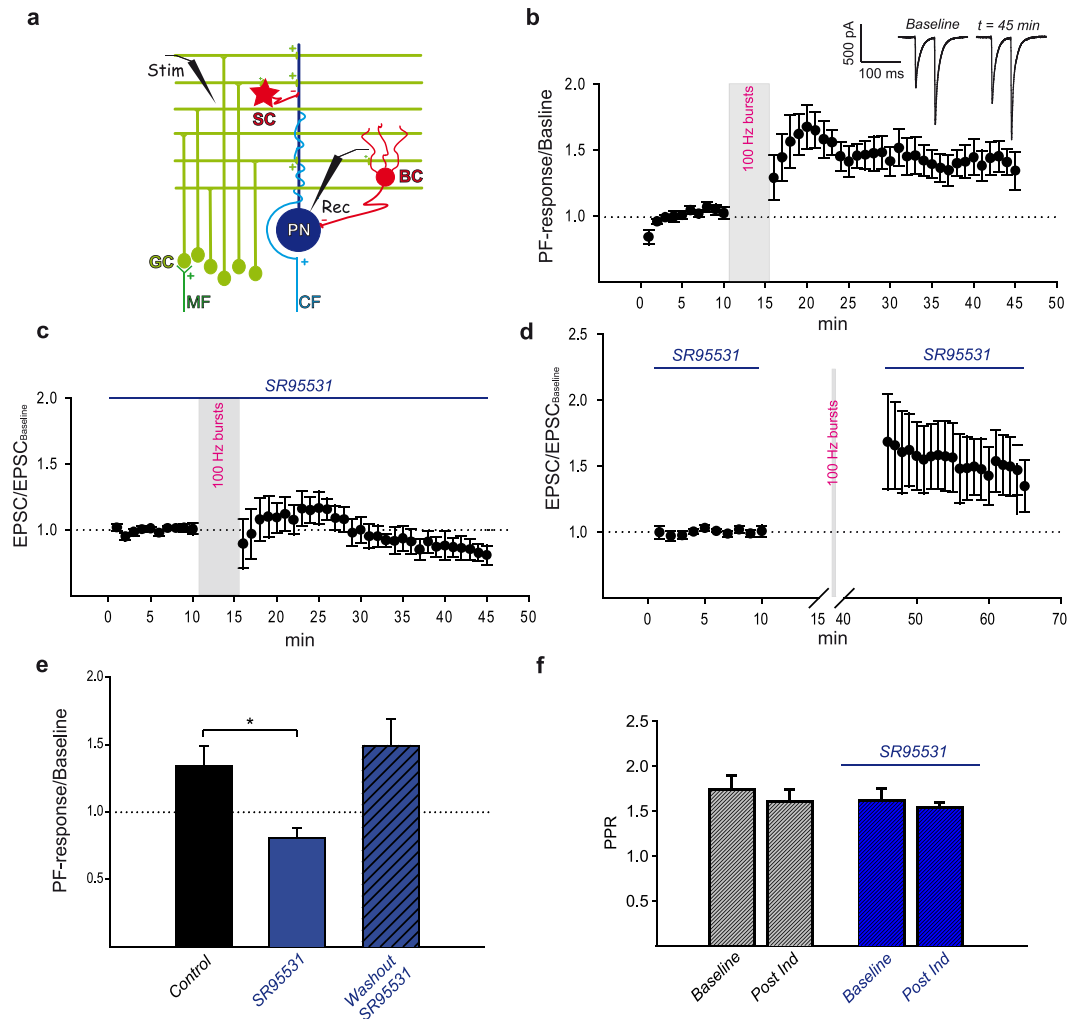 a
Stim
SC
BC
Rec
PN
GC
MF
CF
b
Baseline
t = 45 min
500 pA
100 ms
PF-response/Basline
2.0
1.5
1.0
100 Hz bursts
0 5 10 15 20 25 30 35 40 45 50
min
c
SR95531
EPSC/EPSCBaseline
2.0
1.5
1.0
100 Hz bursts
0 5 10 15 20 25 30 35 40 45 50
min
d
SR95531
SR95531
EPSC/EPSCBaseline
2.5
2.0
1.5
1.0
100 Hz bursts
0 5 10 15 40 50 60 70
min
e
PF-response/Baseline
2.0
1.5
1.0
0.5
*
Control
SR95531
Washout
SR95531
f
SR95531
PPR
2.5
2.0
1.5
1.0
0.5
Baseline
Post Ind
Baseline
Post Ind